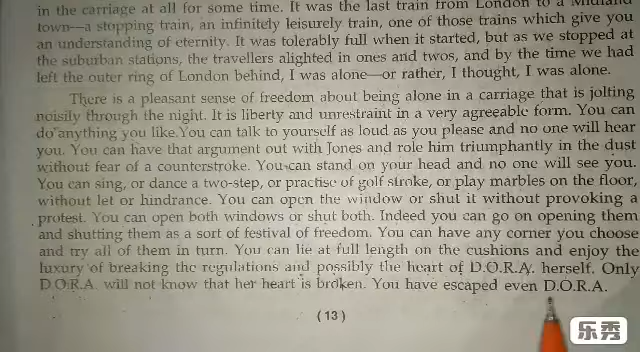 in the carriage at all for some time. It was the last train from London to a Midland
town—a stopping train, an infinitely leisurely train, one of those trains which give you
an understanding of eternity. It was tolerably full when it started, but as we stopped at
the suburban stations, the travellers alighted in ones and twos, and by the time we had
left the outer ring of London behind, I was alone—or rather, I thought, I was alone.
There is a pleasant sense of freedom about being alone in a carriage that is jolting
noisily through the night. It is liberty and unrestraint in a very agreeable form. You can
do anything you like.You can talk to yourself as loud as you please and no one will hear
you. You can have that argument out with Jones and role him triumphantly in the dust
without fear of a counterstroke. You can stand on your head and no one will see you.
You can sing, or dance a two-step, or practise of golf stroke, or play marbles on the floor,
without let or hindrance. You can open the window or shut it without provoking a
protest. You can open both windows or shut both. Indeed you can go on opening them
and shutting them as a sort of festival of freedom. You can have any corner you choose
and try all of them in turn. You can lie at full length on the cushions and enjoy the
luxury of breaking the regulations and possibly the heart of D.O.R.A. herself. Only
D.O.R.A. will not know that her heart is broken. You have escaped even D.O.R.A.
(13)
乐秀